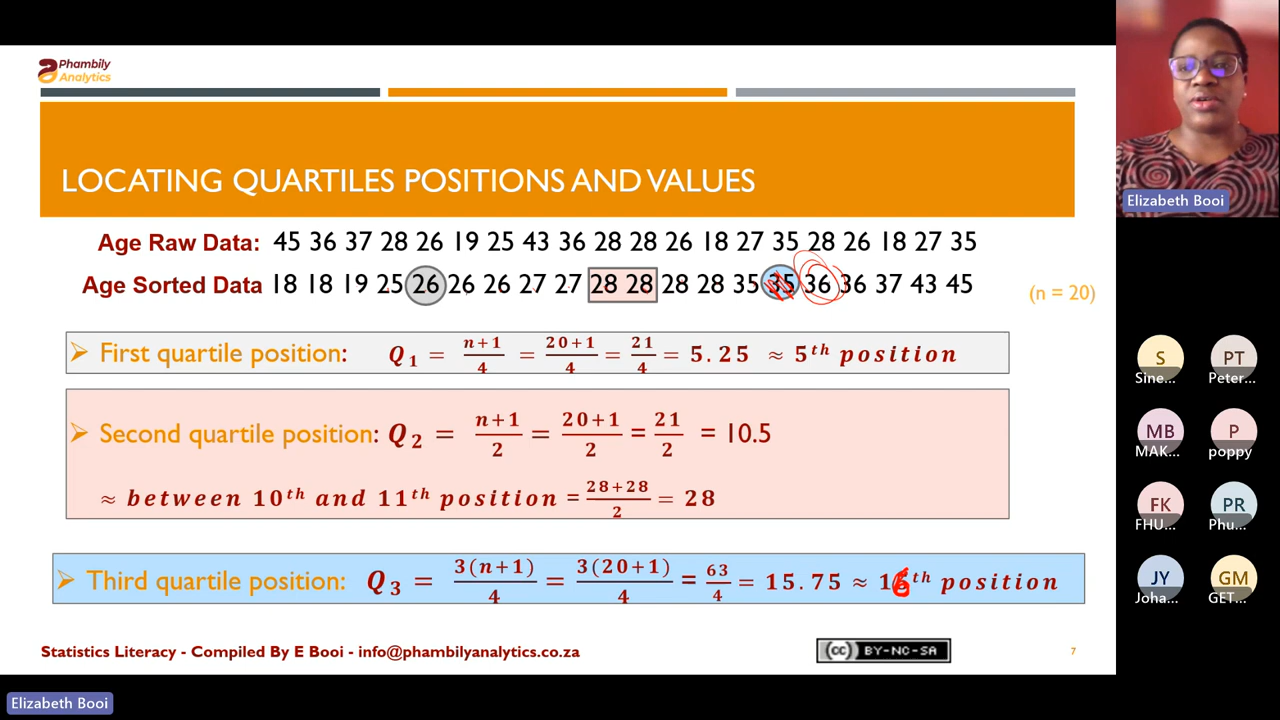 Phambily
Analytics
LOCATING QUARTILES POSITIONS AND VALUES
Age Raw Data: 45 36 37 28 26 19 25 43 36 28 28 26 18 27 35 28 26 18 27 35
Age Sorted Data 18 18 19 25 26 26 26 27 27 28 28 28 28 35 35 36 36 37 43 45
(n = 20)
➢ First quartile position: Q₁ = (n+1)/4 = (20+1)/4 = 21/4 = 5.25 ≈ 5ᵗʰ position
➢ Second quartile position: Q₂ = (n+1)/2 = (20+1)/2 = 21/2 = 10.5
≈ between 10ᵗʰ and 11ᵗʰ position = (28+28)/2 = 28
➢ Third quartile position: Q₃ = 3(n+1)/4 = 3(20+1)/4 = 63/4 = 15.75 ≈ 16ᵗʰ position
Statistics Literacy - Compiled By E Booi - info@phambilyanalytics.co.za
cc BY-NC-SA
7
Elizabeth Booi
Elizabeth Booi
S
PT
Sine...
Peter...
MB
P
MAK...
poppy
FK
PR
FHU...
Phu...
JY
GM
Joha...
GET...